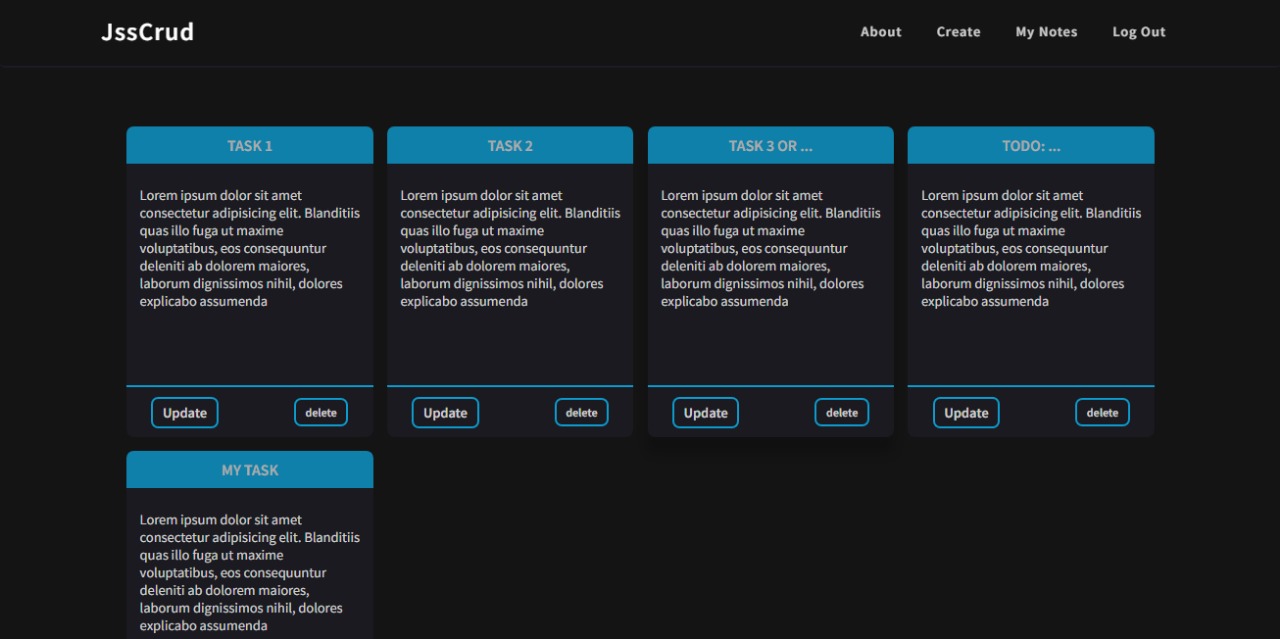 JssCrud
About Create My Notes Log Out
TASK 1
Lorem ipsum dolor sit amet
consectetur adipisicing elit. Blanditiis
quas illo fuga ut maxime
voluptatibus, eos consequuntur
deleniti ab dolorem maiores,
laborum dignissimos nihil, dolores
explicabo assumenda
Update delete
TASK 2
Lorem ipsum dolor sit amet
consectetur adipisicing elit. Blanditiis
quas illo fuga ut maxime
voluptatibus, eos consequuntur
deleniti ab dolorem maiores,
laborum dignissimos nihil, dolores
explicabo assumenda
Update delete
TASK 3 OR ...
Lorem ipsum dolor sit amet
consectetur adipisicing elit. Blanditiis
quas illo fuga ut maxime
voluptatibus, eos consequuntur
deleniti ab dolorem maiores,
laborum dignissimos nihil, dolores
explicabo assumenda
Update delete
TODO: ...
Lorem ipsum dolor sit amet
consectetur adipisicing elit. Blanditiis
quas illo fuga ut maxime
voluptatibus, eos consequuntur
deleniti ab dolorem maiores,
laborum dignissimos nihil, dolores
explicabo assumenda
Update delete
MY TASK
Lorem ipsum dolor sit amet
consectetur adipisicing elit. Blanditiis
quas illo fuga ut maxime
voluptatibus, eos consequuntur
deleniti ab dolorem maiores,
laborum dignissimos nihil, dolores
explicabo assumenda